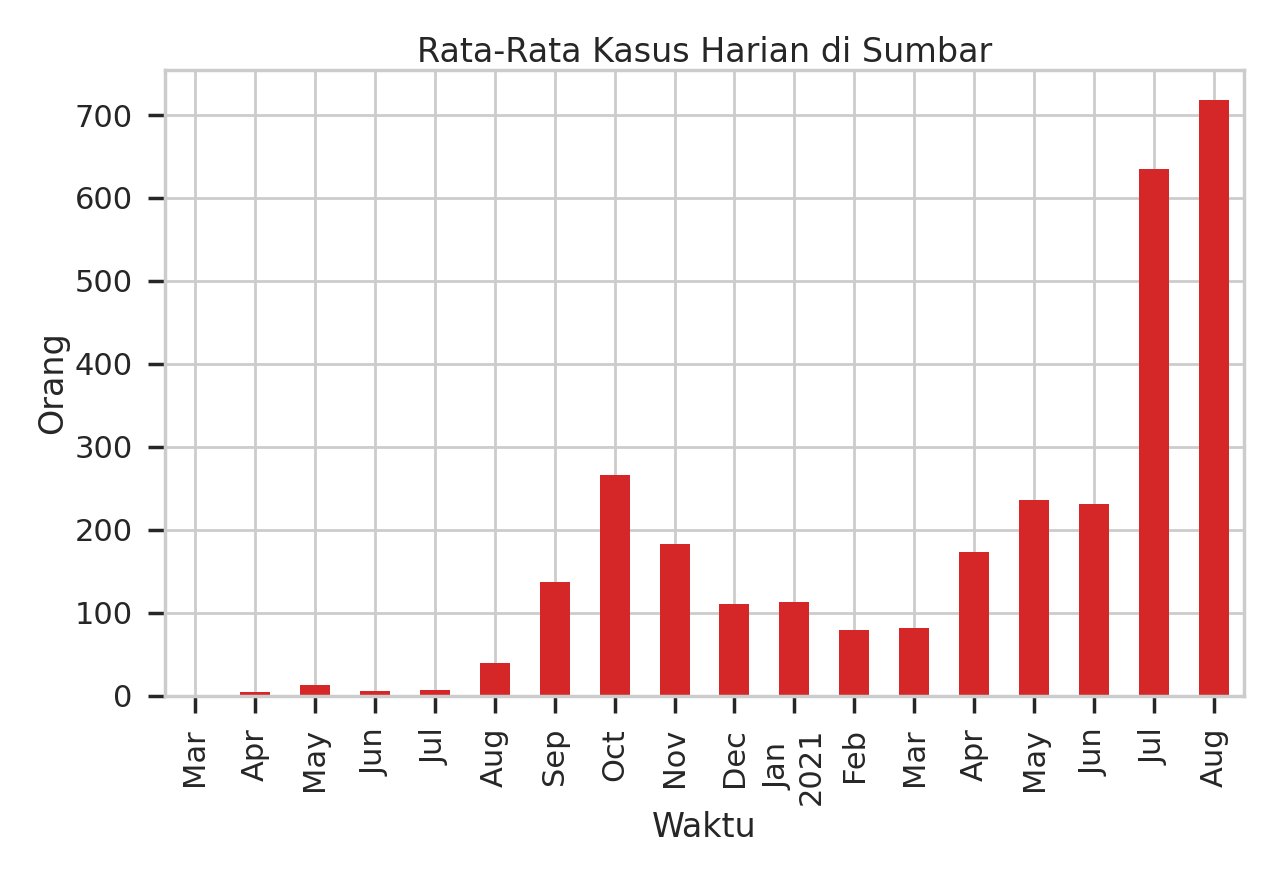 Rata-Rata Kasus Harian di Sumbar
Orang
700
600
500
400
300
200
100
0
Mar
Apr
May
Jun
Jul
Aug
Sep
Oct
Nov
Dec
Jan
2021
Feb
Mar
Apr
May
Jun
Jul
Aug
Waktu